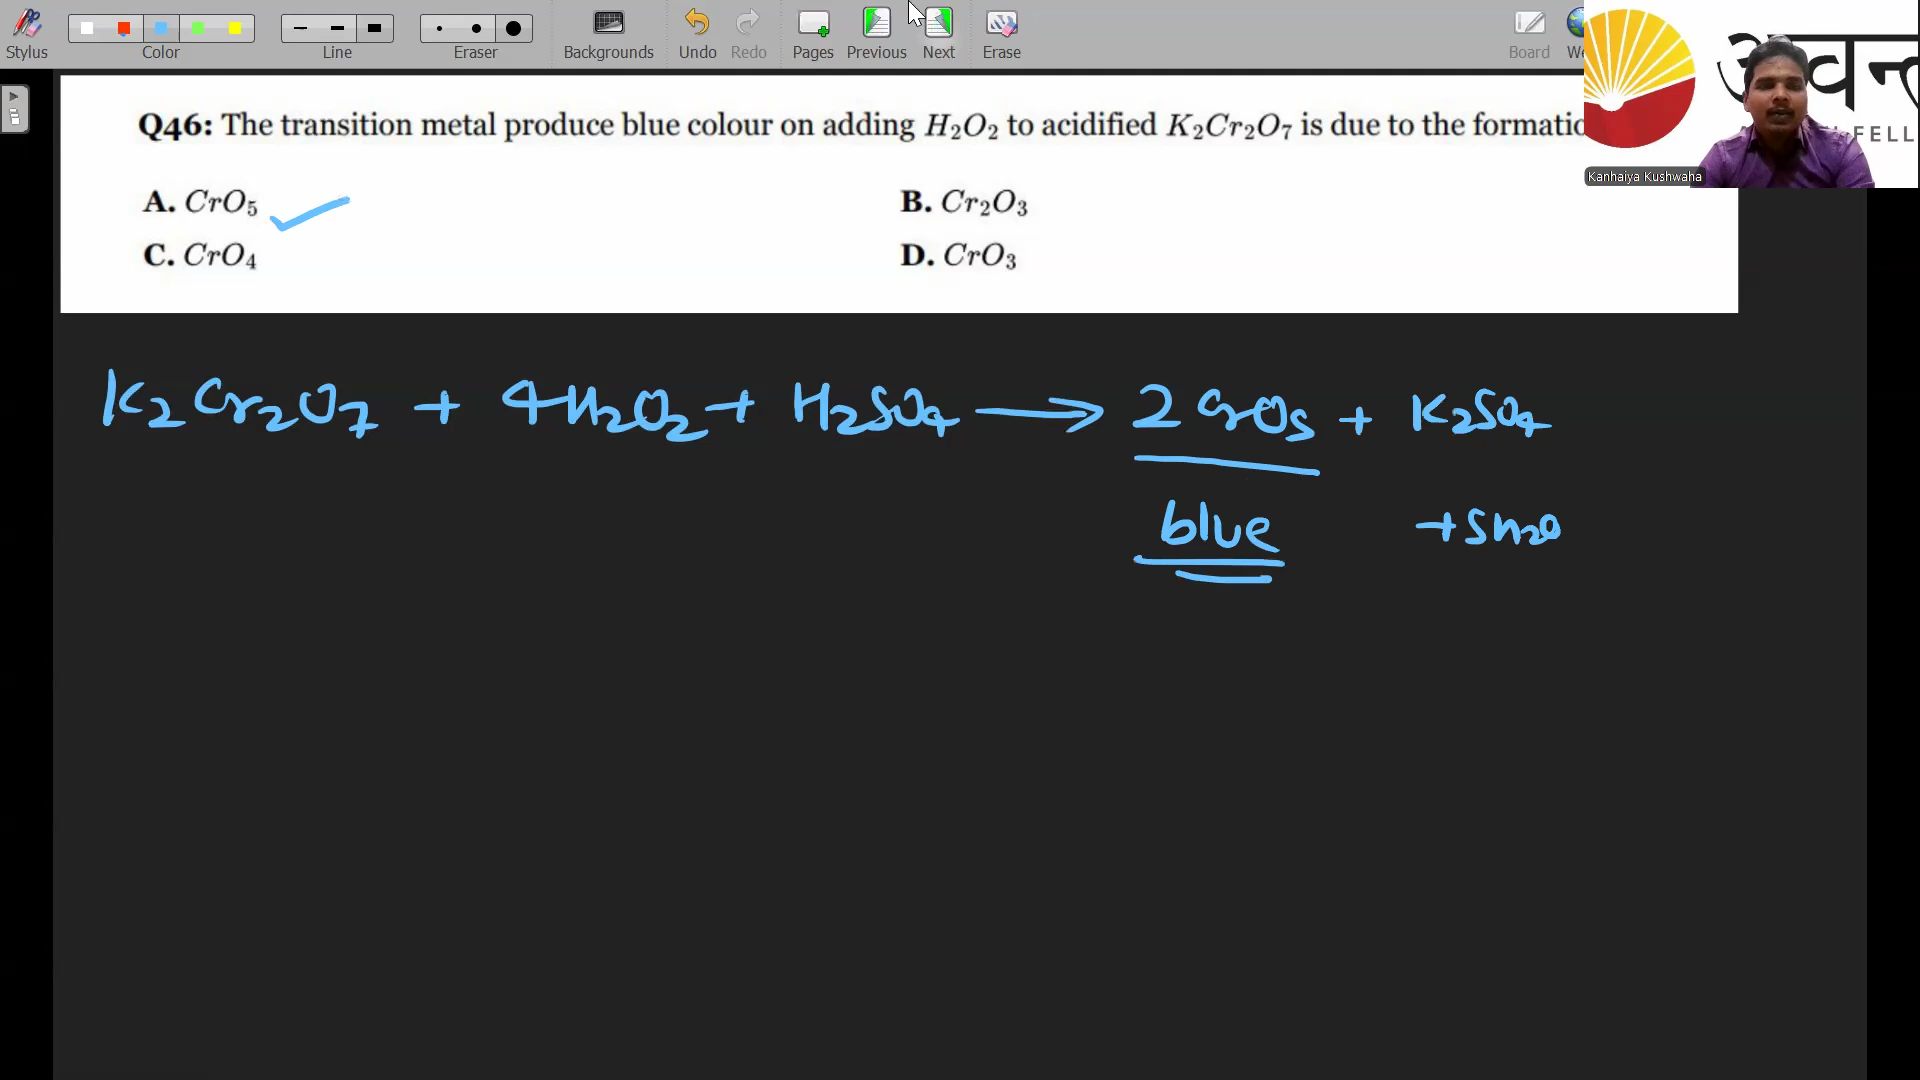 Stylus Color Line Eraser Backgrounds Undo Redo Pages Previous Next Erase Board
अवन्त
FELL
Kanhaiya Kushwaha
Q46: The transition metal produce blue colour on adding H₂O₂ to acidified K₂Cr₂O₇ is due to the formatio
A. CrO₅ B. Cr₂O₃
C. CrO₄ D. CrO₃
K₂Cr₂O₇ + 4H₂O₂ + H₂SO₄ ⟶ 2CrO₅ + K₂SO₄
blue +5H₂O